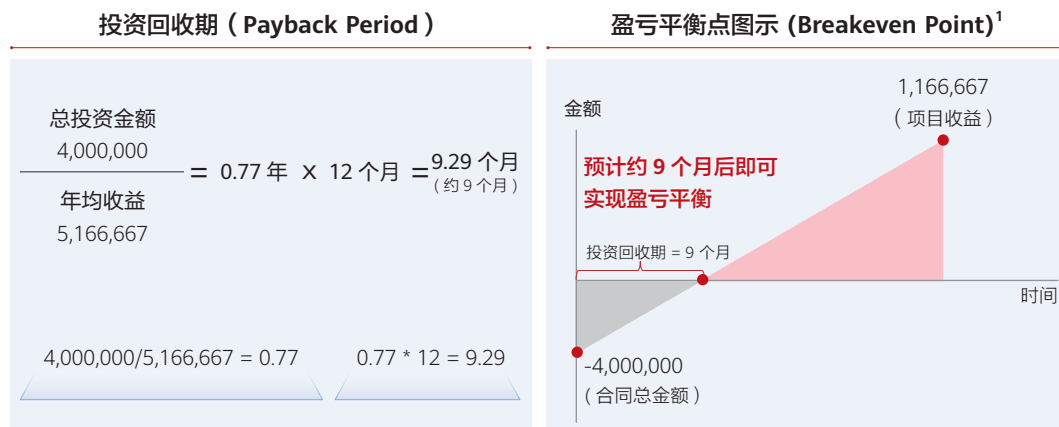 投资回收期（Payback Period）
总投资金额
4,000,000
年均收益
5,166,667
= 0.77 年 X 12 个月 = 9.29 个月
(约 9 个月)
4,000,000/5,166,667 = 0.77
0.77 * 12 = 9.29
盈亏平衡点图示 (Breakeven Point)¹
金额
1,166,667
（项目收益）
预计约 9 个月后即可
实现盈亏平衡
投资回收期 = 9 个月
时间
-4,000,000
(合同总金额)